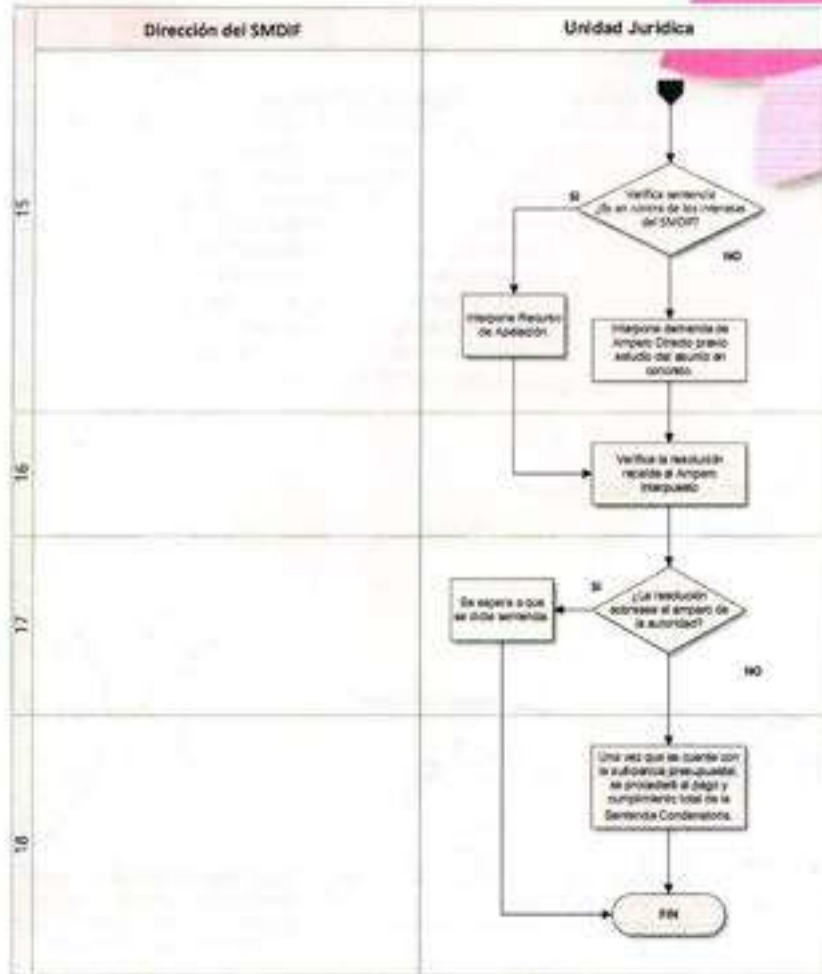 Dirección del SMDIF
Unidad Jurídica
15
Verifica sentencia
¿Es en contra de los intereses
del SMDIF?
SI
NO
Interpone Recurso
de Apelación.
Interpone demanda de
Amparo Directo previo
estudio del asunto en
concreto.
16
Verifica la resolución
recaída al Amparo
Interpuesto
17
¿La resolución
sobresee el amparo de
la autoridad?
SI
Se espera a que
se dicte sentencia.
NO
18
Una vez que se cuente con
la suficiencia presupuestal,
se procederá al pago y
cumplimiento total de la
Sentencia Condenatoria.
FIN